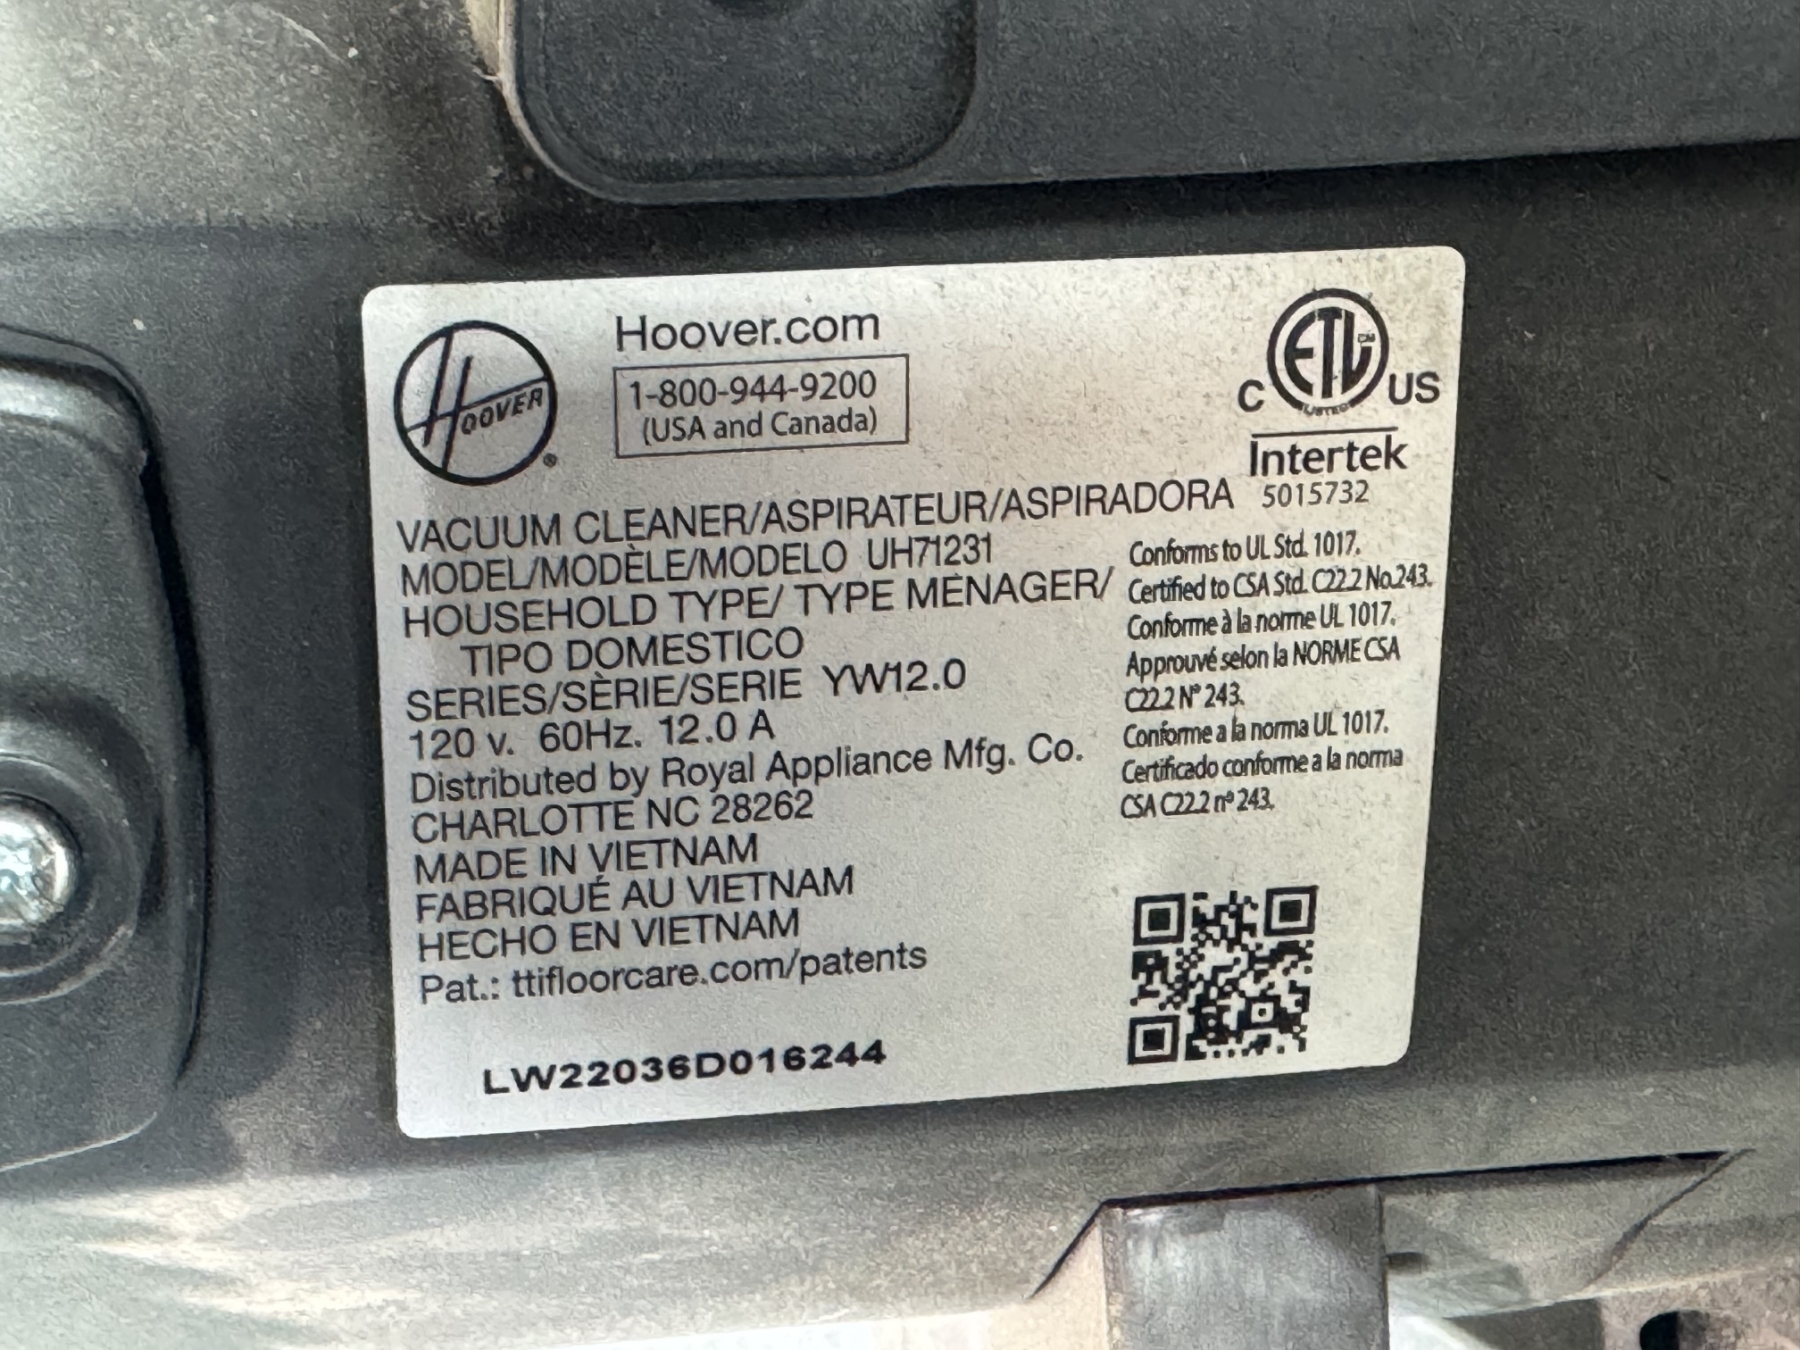 HOOVER
®
Hoover.com
1-800-944-9200
(USA and Canada)
ETL
CM
LISTED
C
US
Intertek
5015732
VACUUM CLEANER/ASPIRATEUR/ASPIRADORA
MODEL/MODÈLE/MODELO UH71231
HOUSEHOLD TYPE/ TYPE MENAGER/
TIPO DOMESTICO
SERIES/SÈRIE/SERIE YW12.0
120 v. 60Hz. 12.0 A
Distributed by Royal Appliance Mfg. Co.
CHARLOTTE NC 28262
MADE IN VIETNAM
FABRIQUÉ AU VIETNAM
HECHO EN VIETNAM
Pat.: ttifloorcare.com/patents
LW22036D016244
Conforms to UL Std. 1017.
Certified to CSA Std. C22.2 No.243.
Conforme à la norme UL 1017.
Approuvé selon la NORME CSA
C22.2 N° 243.
Conforme a la norma UL 1017.
Certificado conforme a la norma
CSA C22.2 nº 243.